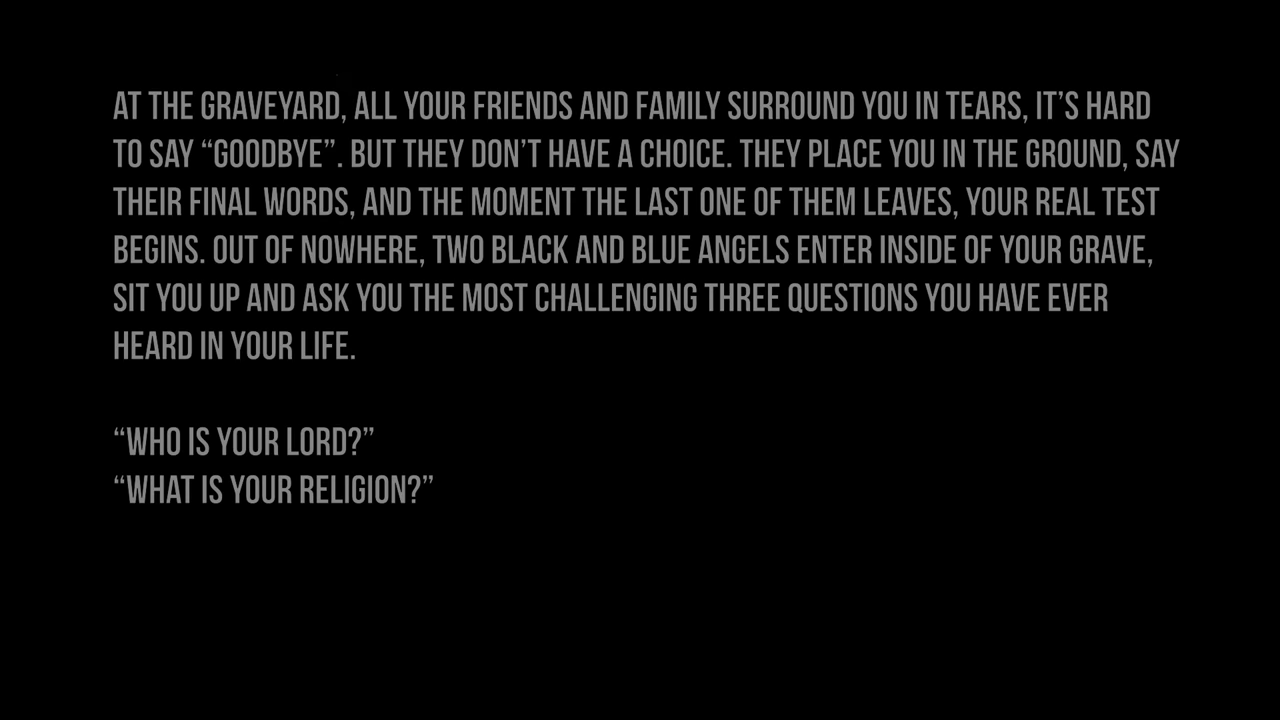 AT THE GRAVEYARD, ALL YOUR FRIENDS AND FAMILY SURROUND YOU IN TEARS, IT’S HARD
TO SAY “GOODBYE”. BUT THEY DON’T HAVE A CHOICE. THEY PLACE YOU IN THE GROUND, SAY
THEIR FINAL WORDS, AND THE MOMENT THE LAST ONE OF THEM LEAVES, YOUR REAL TEST
BEGINS. OUT OF NOWHERE, TWO BLACK AND BLUE ANGELS ENTER INSIDE OF YOUR GRAVE,
SIT YOU UP AND ASK YOU THE MOST CHALLENGING THREE QUESTIONS YOU HAVE EVER
HEARD IN YOUR LIFE.
“WHO IS YOUR LORD?”
“WHAT IS YOUR RELIGION?”